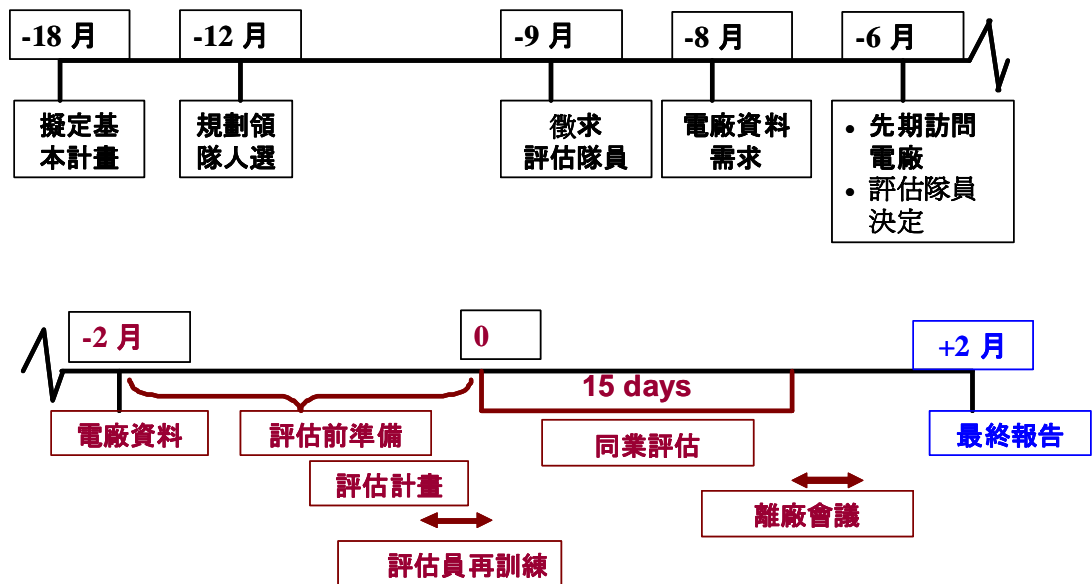 -18 月
-12 月
-9 月
-8 月
-6 月
擬定基
本計畫
規劃領
隊人選
徵求
評估隊員
電廠資料
需求
• 先期訪問
電廠
• 評估隊員
決定
-2 月
0
+2 月
15 days
電廠資料
評估前準備
同業評估
最終報告
評估計畫
離廠會議
評估員再訓練